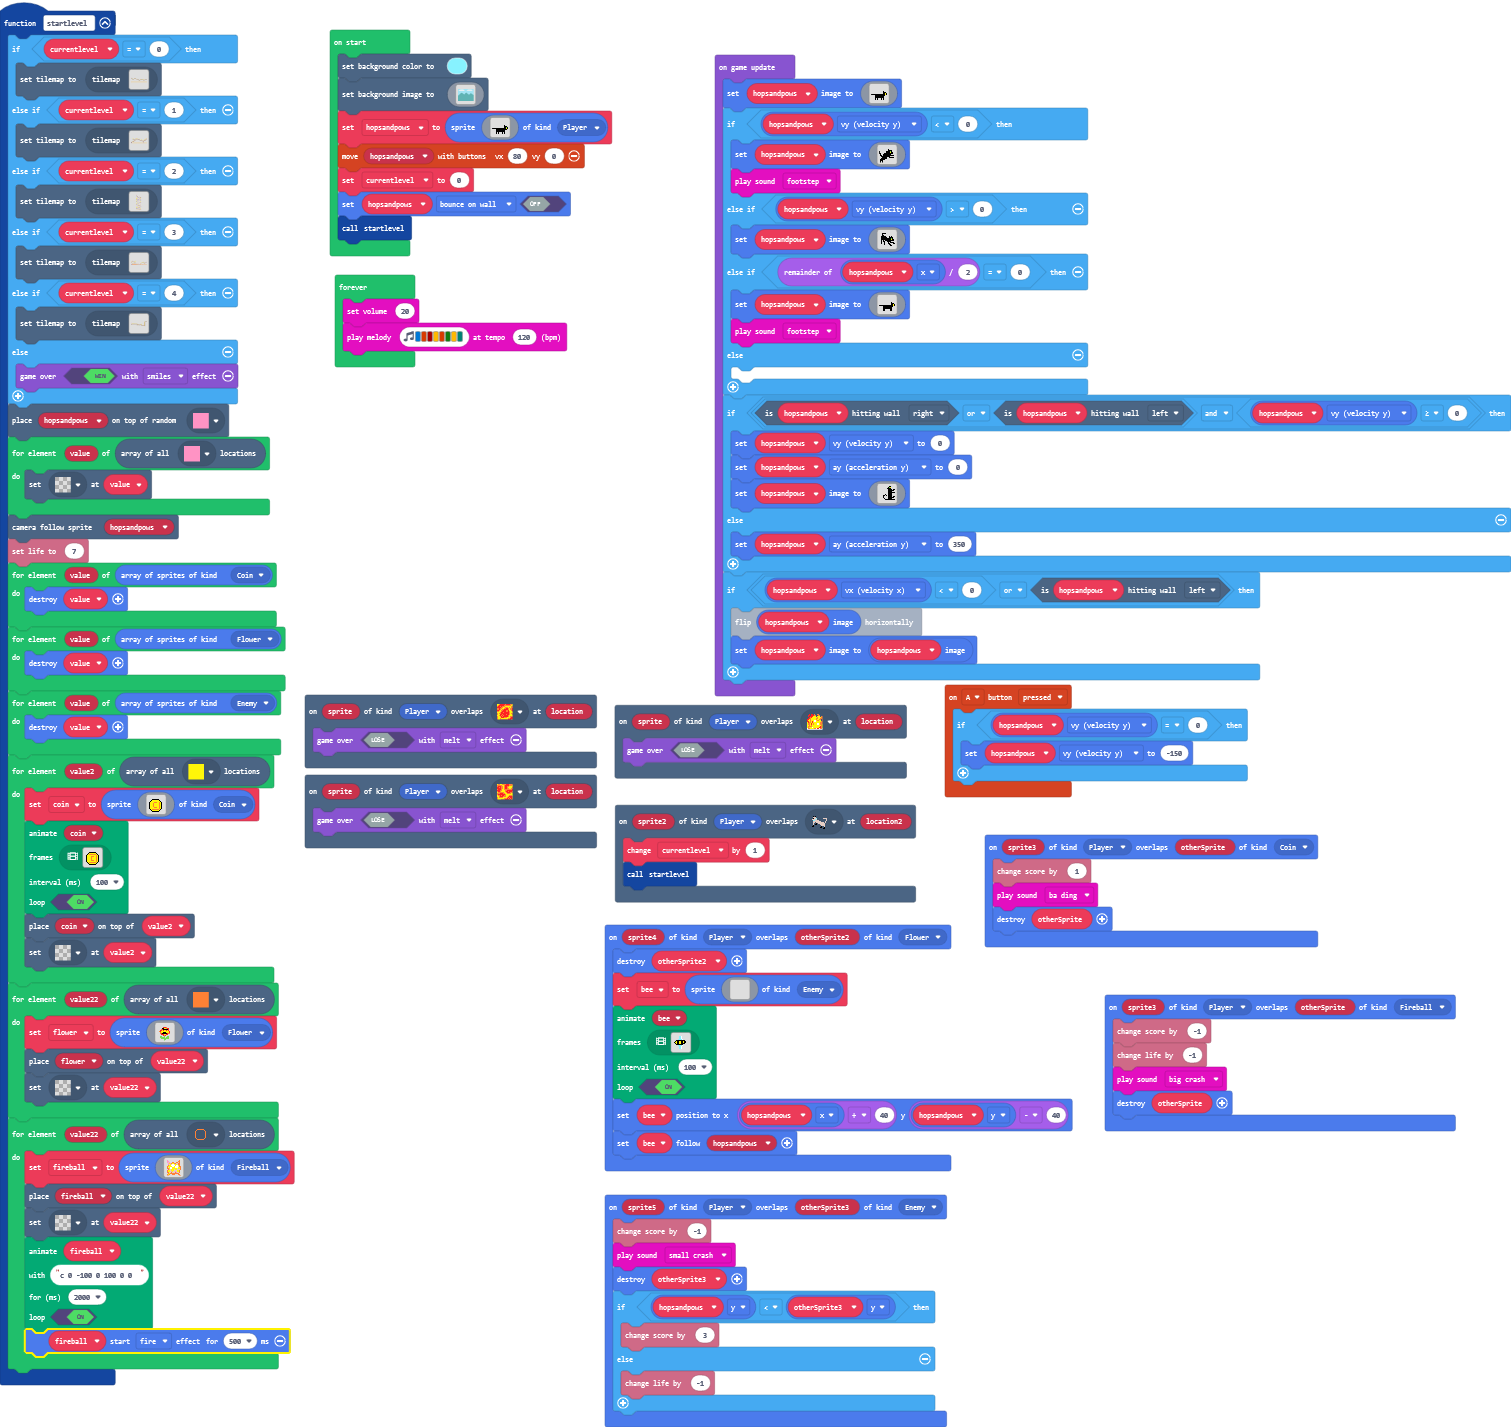 function startlevel
if currentlevel = 0 then
set tilemap to tilemap
else if currentlevel = 1 then
set tilemap to tilemap
else if currentlevel = 2 then
set tilemap to tilemap
else if currentlevel = 3 then
set tilemap to tilemap
else if currentlevel = 4 then
set tilemap to tilemap
else
game over WIN with smiles effect
place hopsandpows on top of random
for element value of array of all locations
do
set at value
camera follow sprite hopsandpows
set life to 7
for element value of array of sprites of kind Coin
do
destroy value
for element value of array of sprites of kind Flower
do
destroy value
for element value of array of sprites of kind Enemy
do
destroy value
for element value2 of array of all locations
do
set coin to sprite of kind Coin
animate coin
frames
interval (ms) 100
loop ON
place coin on top of value2
set at value2
for element value22 of array of all locations
do
set flower to sprite of kind Flower
place flower on top of value22
set at value22
for element value22 of array of all locations
do
set fireball to sprite of kind Fireball
place fireball on top of value22
set at value22
animate fireball
with "c 0 -100 0 100 0 0 "
for (ms) 2000
loop ON
fireball start fire effect for 500 ms
on start
set background color to
set background image to
set hopsandpows to sprite of kind Player
move hopsandpows with buttons vx 80 vy 0
set currentlevel to 0
set hopsandpows bounce on wall OFF
call startlevel
forever
set volume 20
play melody at tempo 120 (bpm)
on game update
set hopsandpows image to
if hopsandpows vy (velocity y) < 0 then
set hopsandpows image to
play sound footstep
else if hopsandpows vy (velocity y) > 0 then
set hopsandpows image to
else if remainder of hopsandpows x / 2 = 0 then
set hopsandpows image to
play sound footstep
else
if is hopsandpows hitting wall right or is hopsandpows hitting wall left and hopsandpows vy (velocity y) ≥ 0 then
set hopsandpows vy (velocity y) to 0
set hopsandpows ay (acceleration y) to 0
set hopsandpows image to
else
set hopsandpows ay (acceleration y) to 350
if hopsandpows vx (velocity x) < 0 or is hopsandpows hitting wall left then
flip hopsandpows image horizontally
set hopsandpows image to hopsandpows image
on sprite of kind Player overlaps at location
game over LOSE with melt effect
on sprite of kind Player overlaps at location
game over LOSE with melt effect
on sprite of kind Player overlaps at location
game over LOSE with melt effect
on A button pressed
if hopsandpows vy (velocity y) = 0 then
set hopsandpows vy (velocity y) to -150
on sprite2 of kind Player overlaps at location2
change currentlevel by 1
call startlevel
on sprite3 of kind Player overlaps otherSprite of kind Coin
change score by 1
play sound ba ding
destroy otherSprite
on sprite4 of kind Player overlaps otherSprite2 of kind Flower
destroy otherSprite2
set bee to sprite of kind Enemy
animate bee
frames
interval (ms) 100
loop ON
set bee position to x hopsandpows x + 40 y hopsandpows y - 40
set bee follow hopsandpows
on sprite3 of kind Player overlaps otherSprite of kind Fireball
change score by -1
change life by -1
play sound big crash
destroy otherSprite
on sprite5 of kind Player overlaps otherSprite3 of kind Enemy
change score by -1
play sound small crash
destroy otherSprite3
if hopsandpows y < otherSprite3 y then
change score by 3
else
change life by -1